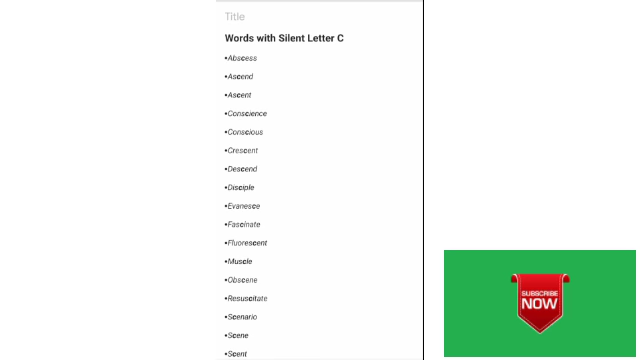 Title
Words with Silent Letter C
•Abscess
•Ascend
•Ascent
•Conscience
•Conscious
•Crescent
•Descend
•Disciple
•Evanesce
•Fascinate
•Fluorescent
•Muscle
•Obscene
•Resuscitate
•Scenario
•Scene
•Scent
SUBSCRIBE
NOW